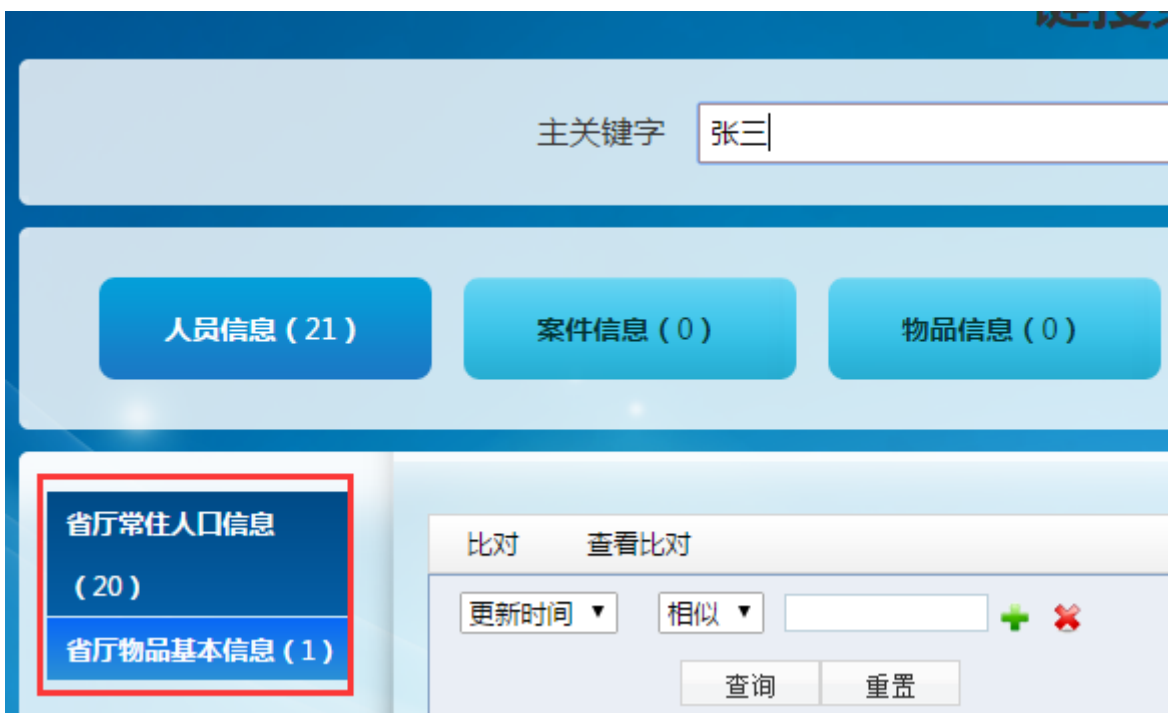 主关键字 张三
人员信息（21） 案件信息（0） 物品信息（0）
省厅常住人口信息
（20）
省厅物品基本信息（1）
比对 查看比对
更新时间 相似
查询 重置